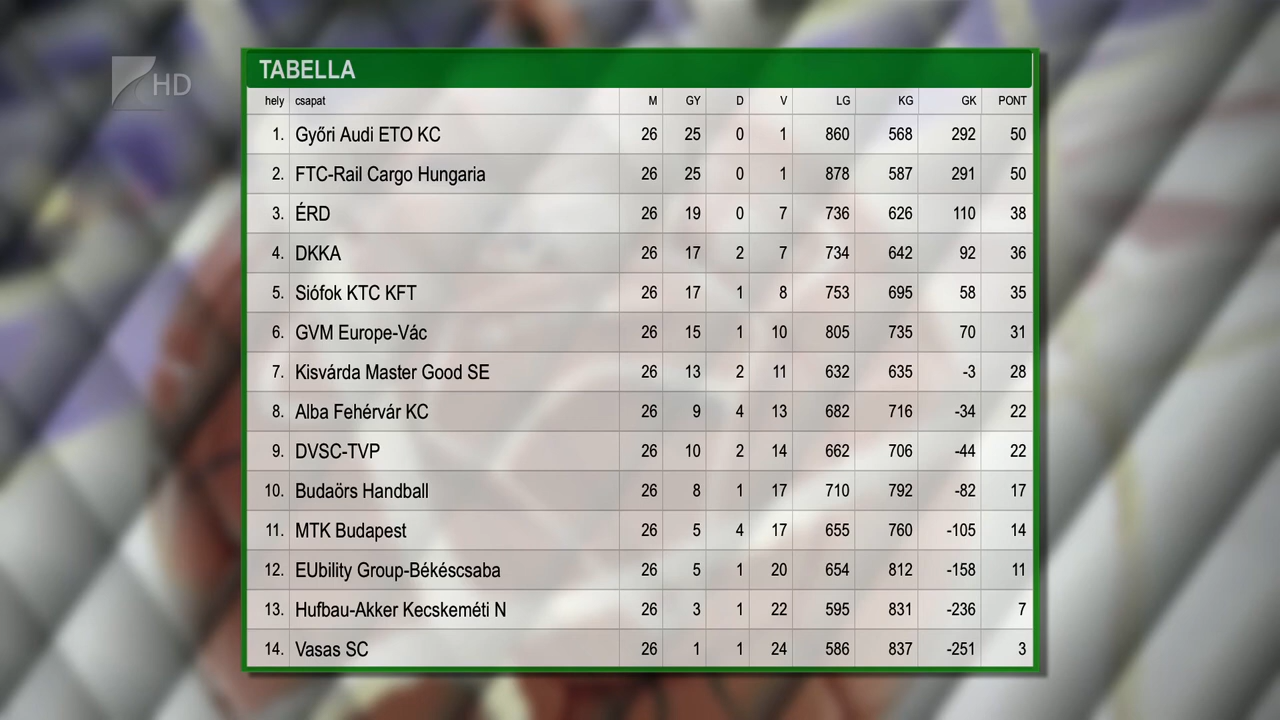 HD
TABELLA
hely csapat M GY D V LG KG GK PONT
1. Győri Audi ETO KC 26 25 0 1 860 568 292 50
2. FTC-Rail Cargo Hungaria 26 25 0 1 878 587 291 50
3. ÉRD 26 19 0 7 736 626 110 38
4. DKKA 26 17 2 7 734 642 92 36
5. Siófok KTC KFT 26 17 1 8 753 695 58 35
6. GVM Europe-Vác 26 15 1 10 805 735 70 31
7. Kisvárda Master Good SE 26 13 2 11 632 635 -3 28
8. Alba Fehérvár KC 26 9 4 13 682 716 -34 22
9. DVSC-TVP 26 10 2 14 662 706 -44 22
10. Budaörs Handball 26 8 1 17 710 792 -82 17
11. MTK Budapest 26 5 4 17 655 760 -105 14
12. EUbility Group-Békéscsaba 26 5 1 20 654 812 -158 11
13. Hufbau-Akker Kecskeméti N 26 3 1 22 595 831 -236 7
14. Vasas SC 26 1 1 24 586 837 -251 3